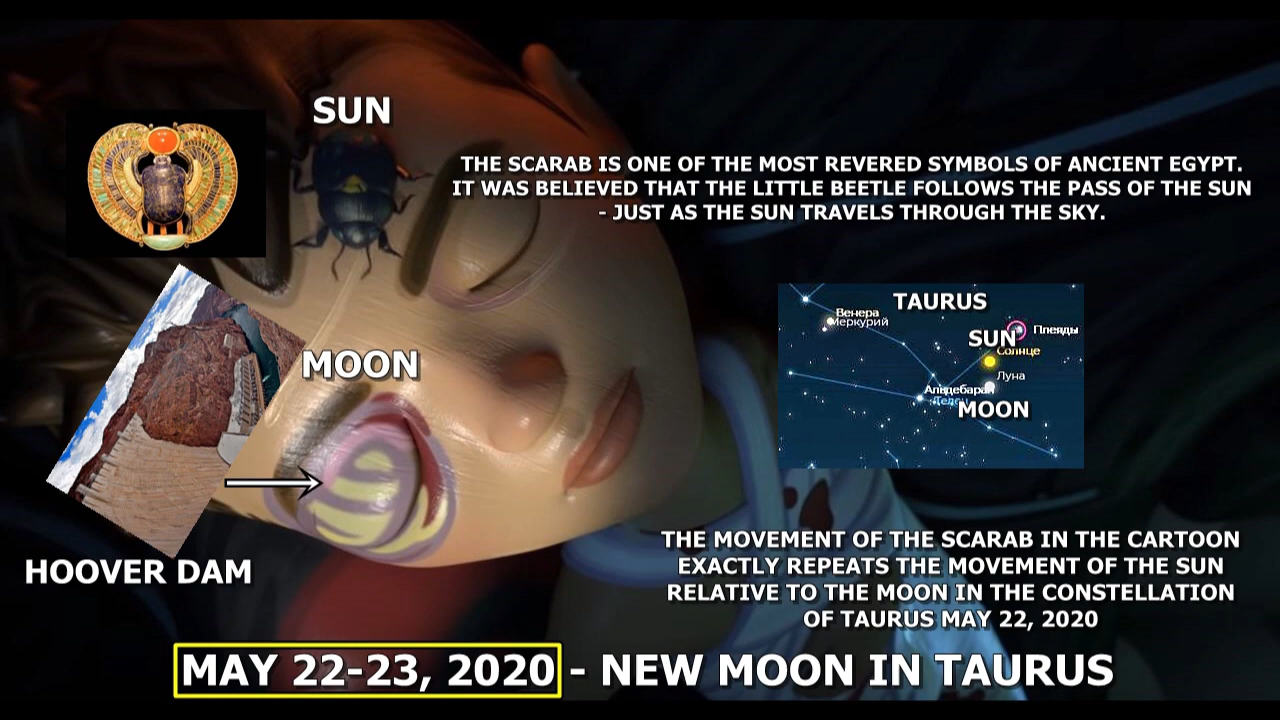 SUN
THE SCARAB IS ONE OF THE MOST REVERED SYMBOLS OF ANCIENT EGYPT.
IT WAS BELIEVED THAT THE LITTLE BEETLE FOLLOWS THE PASS OF THE SUN
- JUST AS THE SUN TRAVELS THROUGH THE SKY.
TAURUS
Венера
Меркурий
Плеяды
SUN
Солнце
MOON
Луна
Альдебаран
MOON
HOOVER DAM
THE MOVEMENT OF THE SCARAB IN THE CARTOON
EXACTLY REPEATS THE MOVEMENT OF THE SUN
RELATIVE TO THE MOON IN THE CONSTELLATION
OF TAURUS MAY 22, 2020
MAY 22-23, 2020 - NEW MOON IN TAURUS